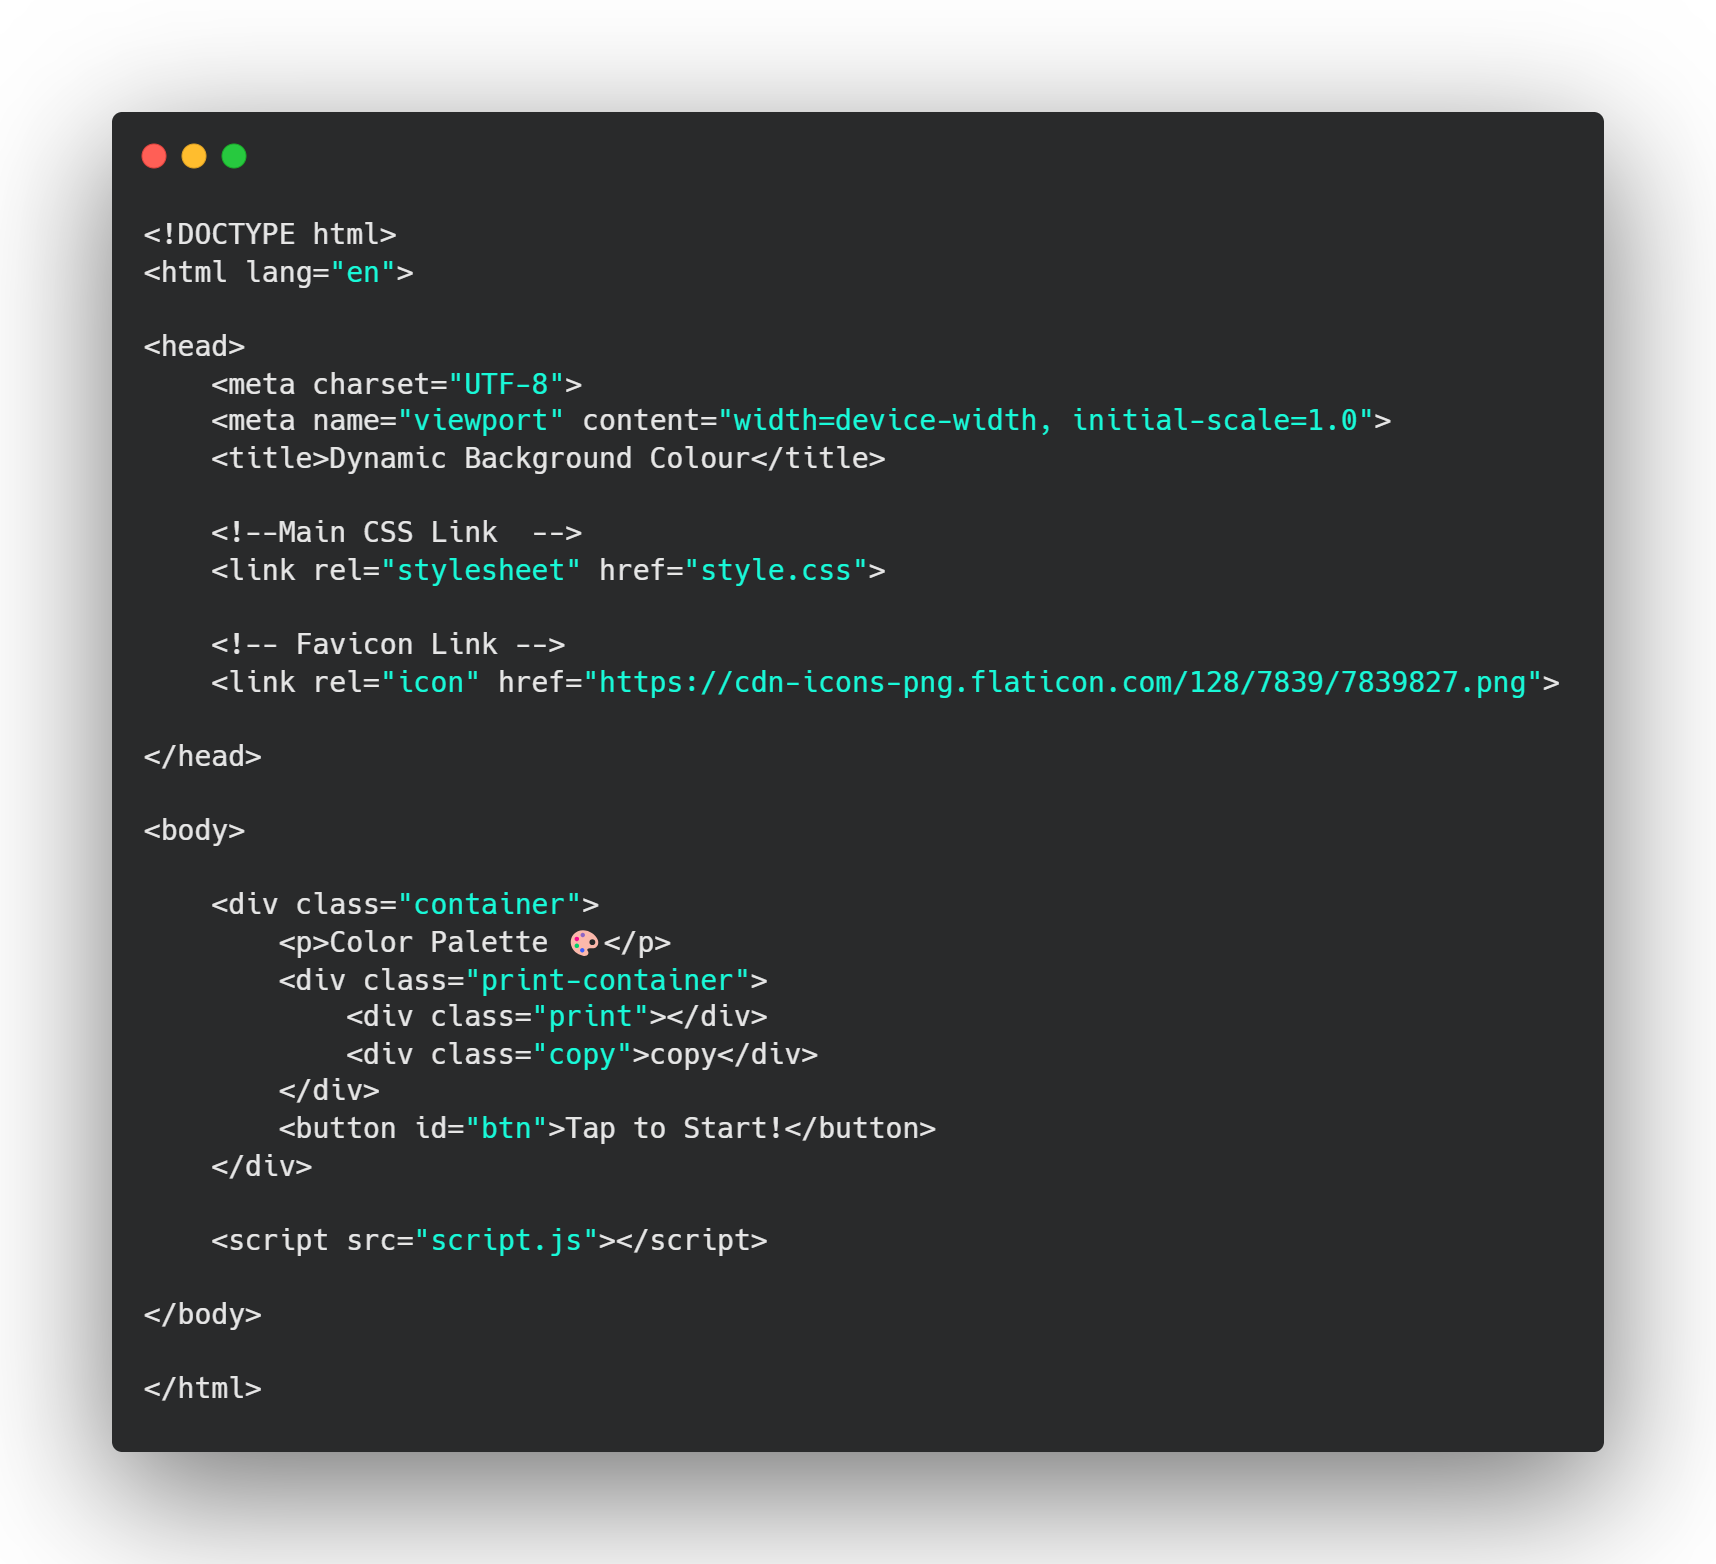 <!DOCTYPE html>
<html lang="en">
<head>
<meta charset="UTF-8">
<meta name="viewport" content="width=device-width, initial-scale=1.0">
<title>Dynamic Background Colour</title>
<!--Main CSS Link  -->
<link rel="stylesheet" href="style.css">
<!-- Favicon Link -->
<link rel="icon" href="https://cdn-icons-png.flaticon.com/128/7839/7839827.png">
</head>
<body>
<div class="container">
<p>Color Palette 🎨</p>
<div class="print-container">
<div class="print"></div>
<div class="copy">copy</div>
</div>
<button id="btn">Tap to Start!</button>
</div>
<script src="script.js"></script>
</body>
</html>